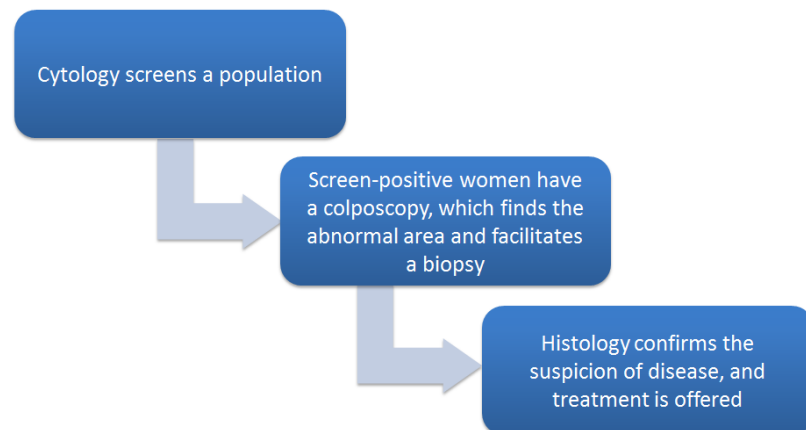 Cytology screens a population
Screen-positive women have
a colposcopy, which finds the
abnormal area and facilitates
a biopsy
Histology confirms the
suspicion of disease, and
treatment is offered